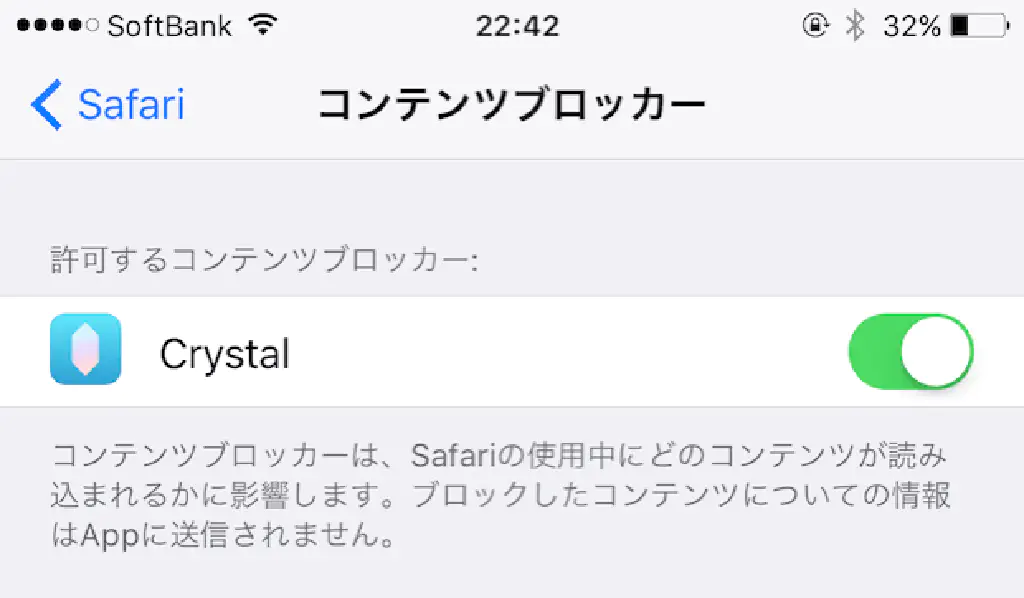 SoftBank 22:42 32%
Safari コンテンツブロッカー
許可するコンテンツブロッカー:
Crystal
コンテンツブロッカーは、Safariの使用中にどのコンテンツが読み
込まれるかに影響します。ブロックしたコンテンツについての情報
はAppに送信されません。